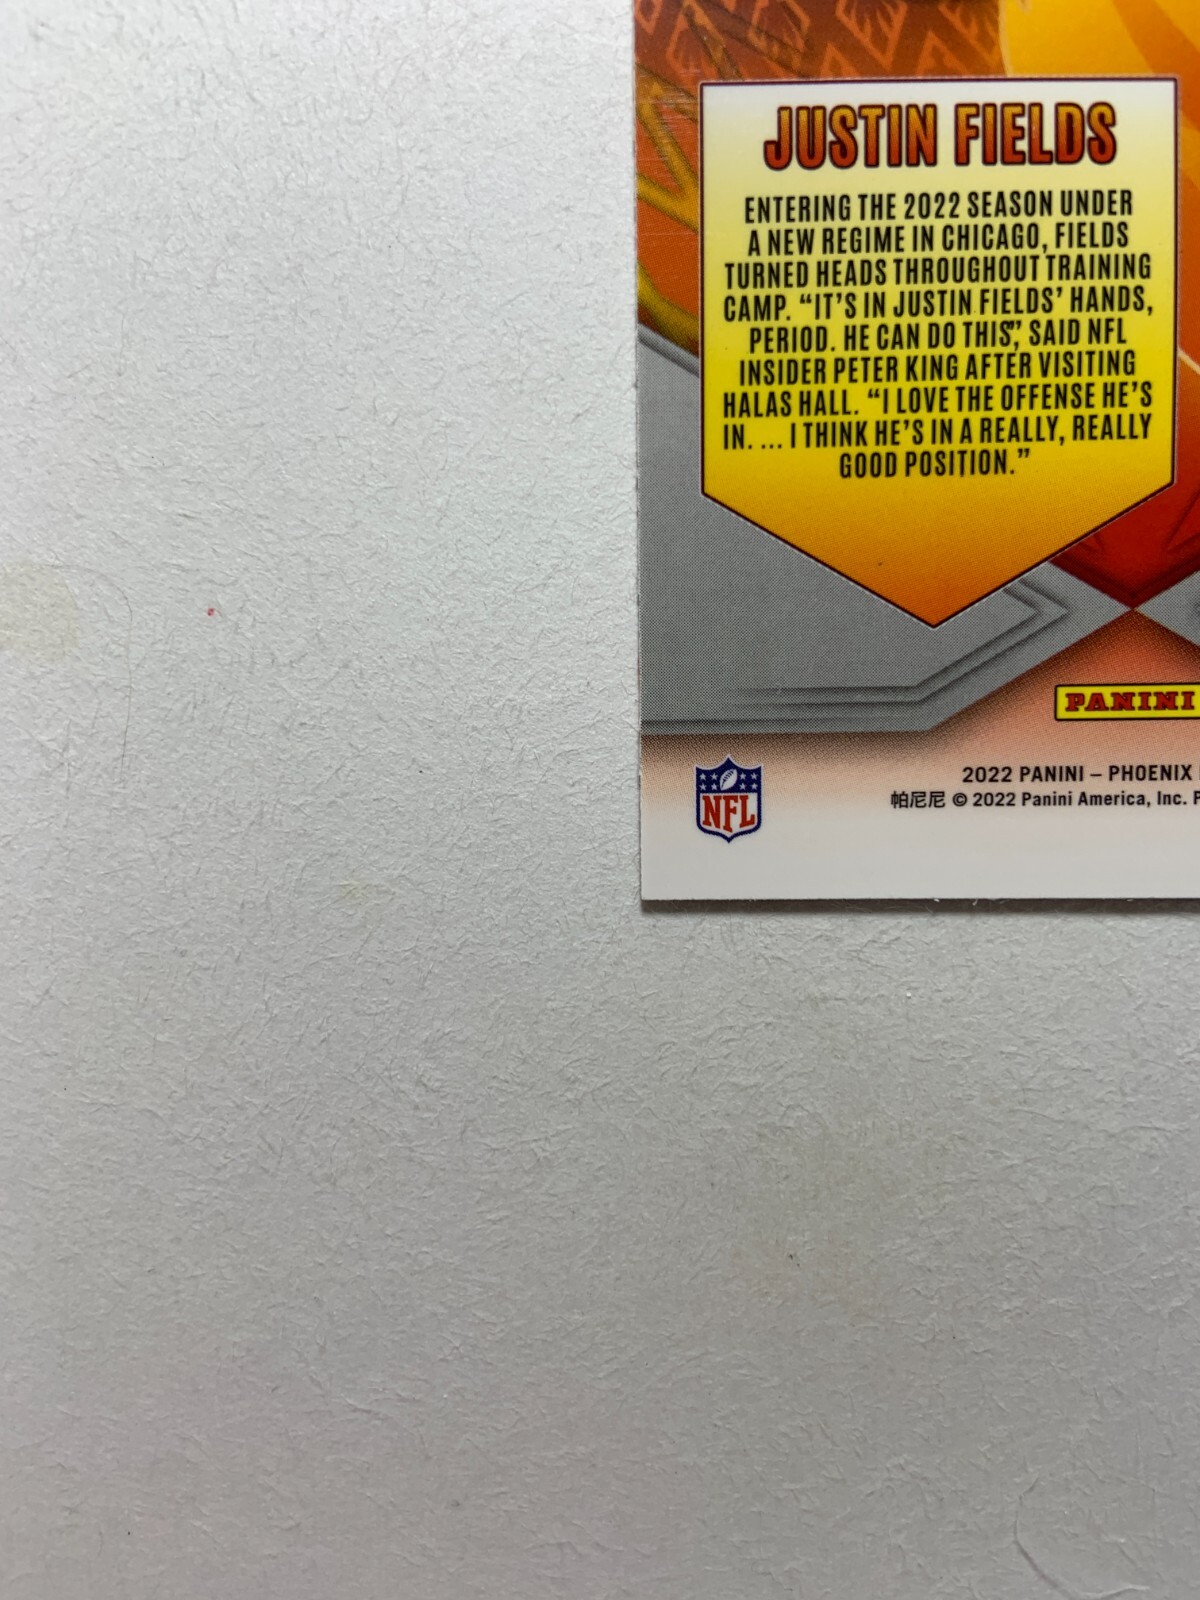 JUSTIN FIELDS
ENTERING THE 2022 SEASON UNDER
A NEW REGIME IN CHICAGO, FIELDS
TURNED HEADS THROUGHOUT TRAINING
CAMP. “IT’S IN JUSTIN FIELDS’ HANDS,
PERIOD. HE CAN DO THIS,” SAID NFL
INSIDER PETER KING AFTER VISITING
HALAS HALL. “I LOVE THE OFFENSE HE’S
IN. ... I THINK HE’S IN A REALLY, REALLY
GOOD POSITION.”
PANINI
NFL
2022 PANINI – PHOENIX
帕尼尼 © 2022 Panini America, Inc.